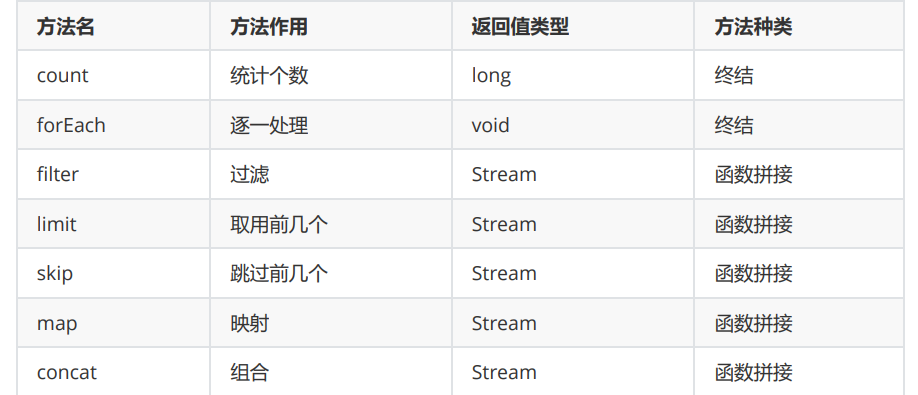 方法名 方法作用 返回值类型 方法种类
count 统计个数 long 终结
forEach 逐一处理 void 终结
filter 过滤 Stream 函数拼接
limit 取用前几个 Stream 函数拼接
skip 跳过前几个 Stream 函数拼接
map 映射 Stream 函数拼接
concat 组合 Stream 函数拼接